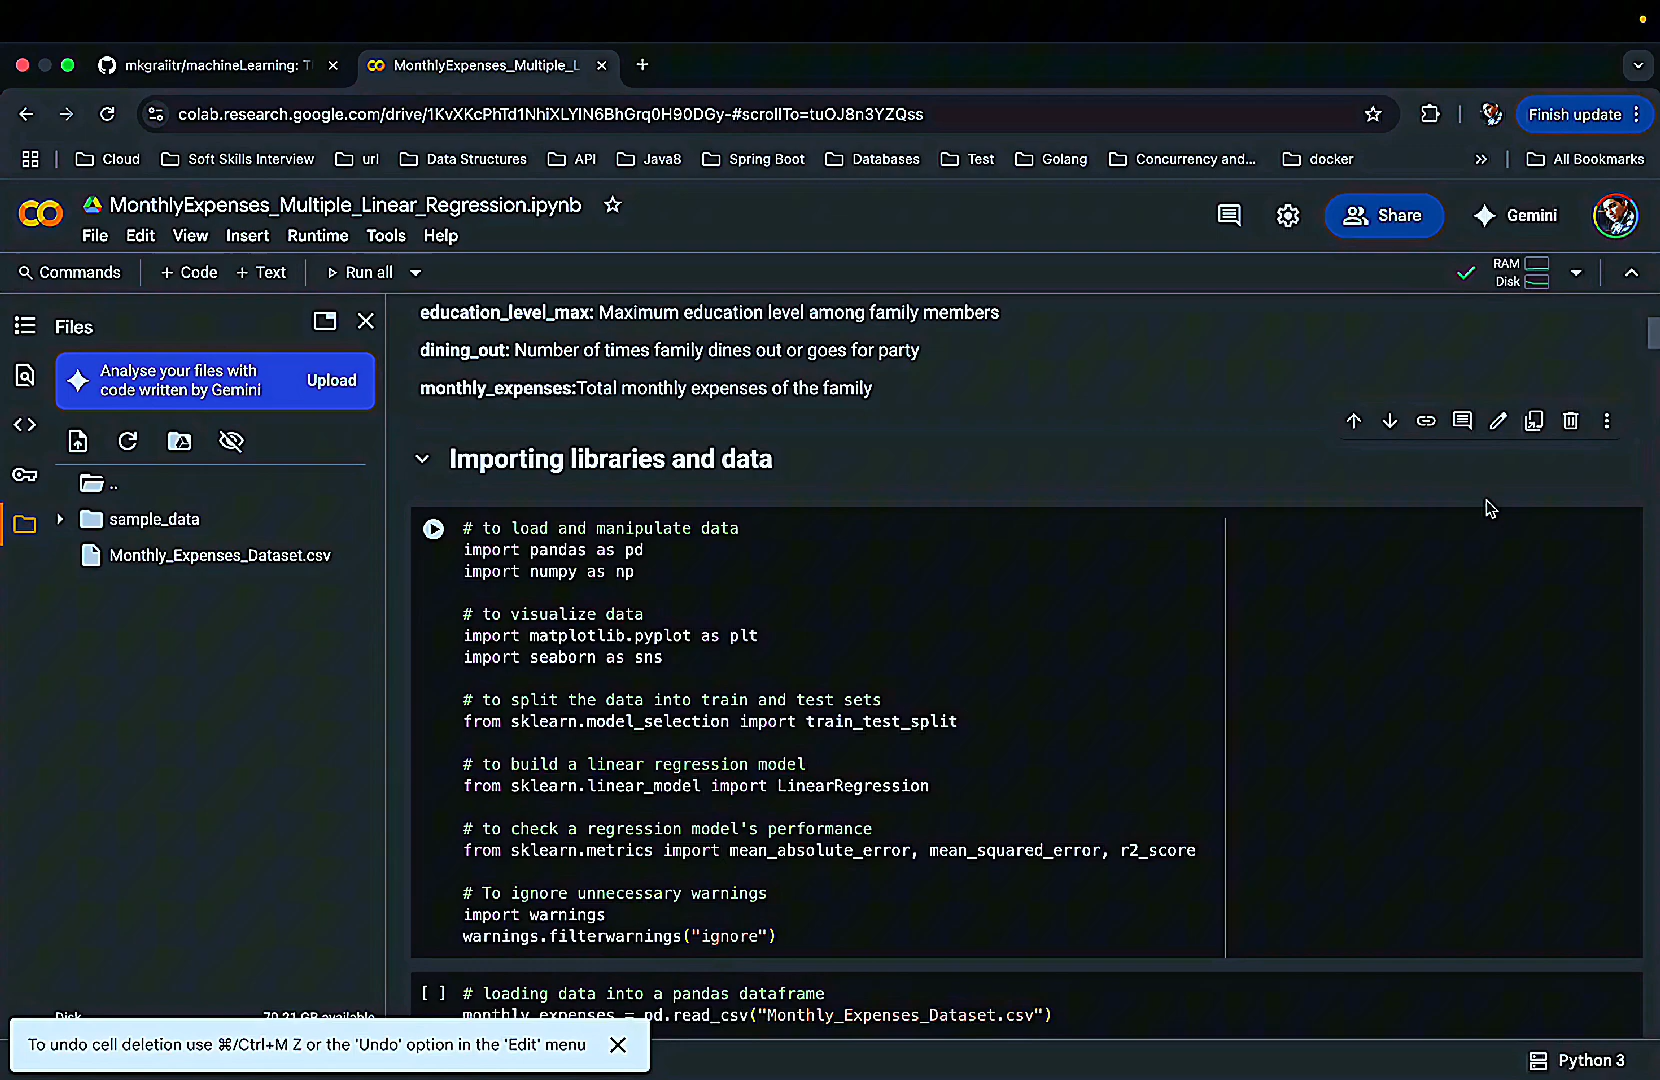 mkgraiitr/machineLearning: T
MonthlyExpenses_Multiple_L
colab.research.google.com/drive/1KvXKcPhTd1NhiXLYIN6BhGrq0H90DGy-#scrollTo=tuOJ8n3YZQss
Finish update
Cloud
Soft Skills Interview
url
Data Structures
API
Java8
Spring Boot
Databases
Test
Golang
Concurrency and...
docker
All Bookmarks
MonthlyExpenses_Multiple_Linear_Regression.ipynb
Share
Gemini
File Edit View Insert Runtime Tools Help
Commands + Code + Text Run all
RAM
Disk
Files
Analyse your files with
code written by Gemini
Upload
..
sample_data
Monthly_Expenses_Dataset.csv
education_level_max: Maximum education level among family members
dining_out: Number of times family dines out or goes for party
monthly_expenses:Total monthly expenses of the family
Importing libraries and data
# to load and manipulate data
import pandas as pd
import numpy as np
# to visualize data
import matplotlib.pyplot as plt
import seaborn as sns
# to split the data into train and test sets
from sklearn.model_selection import train_test_split
# to build a linear regression model
from sklearn.linear_model import LinearRegression
# to check a regression model's performance
from sklearn.metrics import mean_absolute_error, mean_squared_error, r2_score
# To ignore unnecessary warnings
import warnings
warnings.filterwarnings("ignore")
[ ] # loading data into a pandas dataframe
monthly_expenses = pd.read_csv("Monthly_Expenses_Dataset.csv")
Disk 70.21 GB available
To undo cell deletion use ⌘/Ctrl+M Z or the 'Undo' option in the 'Edit' menu
Python 3